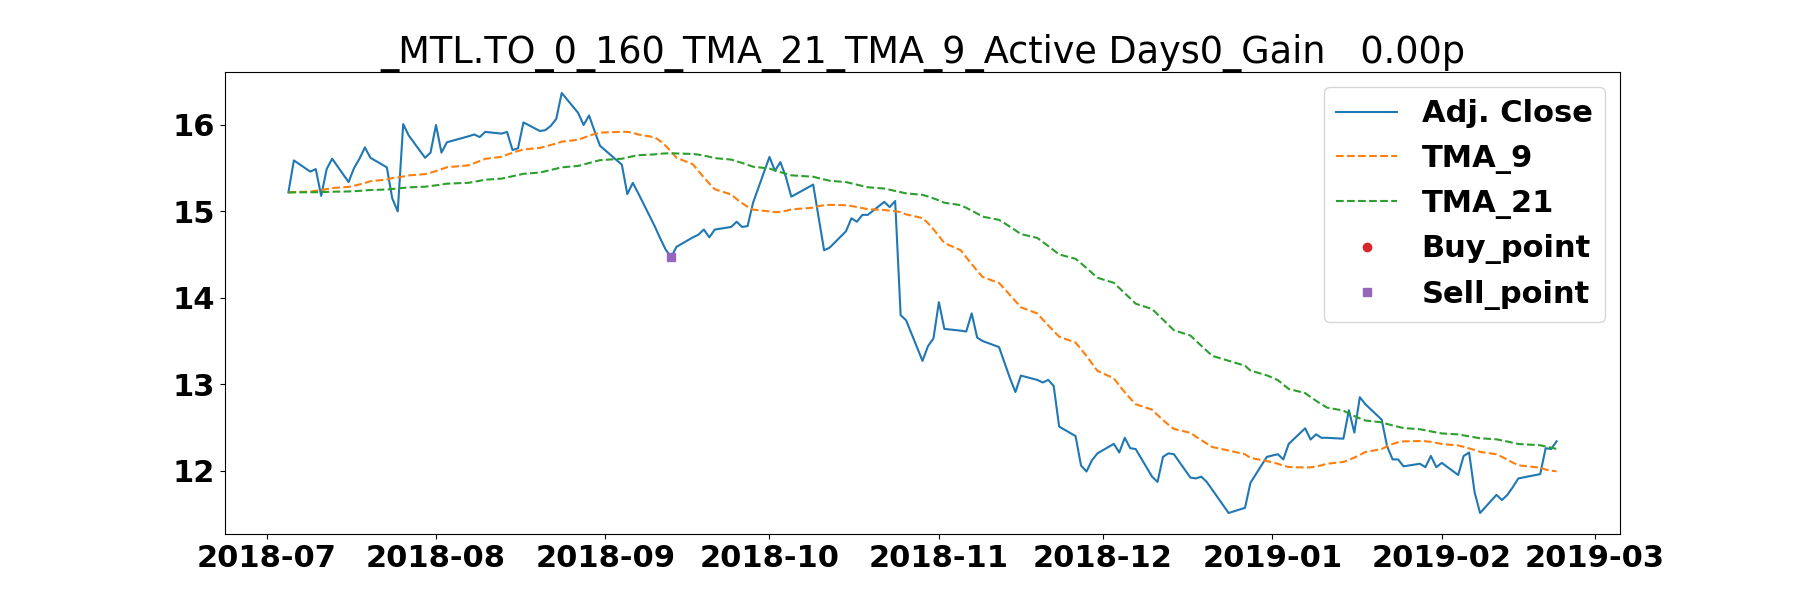 _MTL.TO_0_160_TMA_21_TMA_9_Active Days0_Gain   0.00p
16
15
14
13
12
Adj. Close
TMA_9
TMA_21
Buy_point
Sell_point
2018-07 2018-08 2018-09 2018-10 2018-11 2018-12 2019-01 2019-02 2019-03